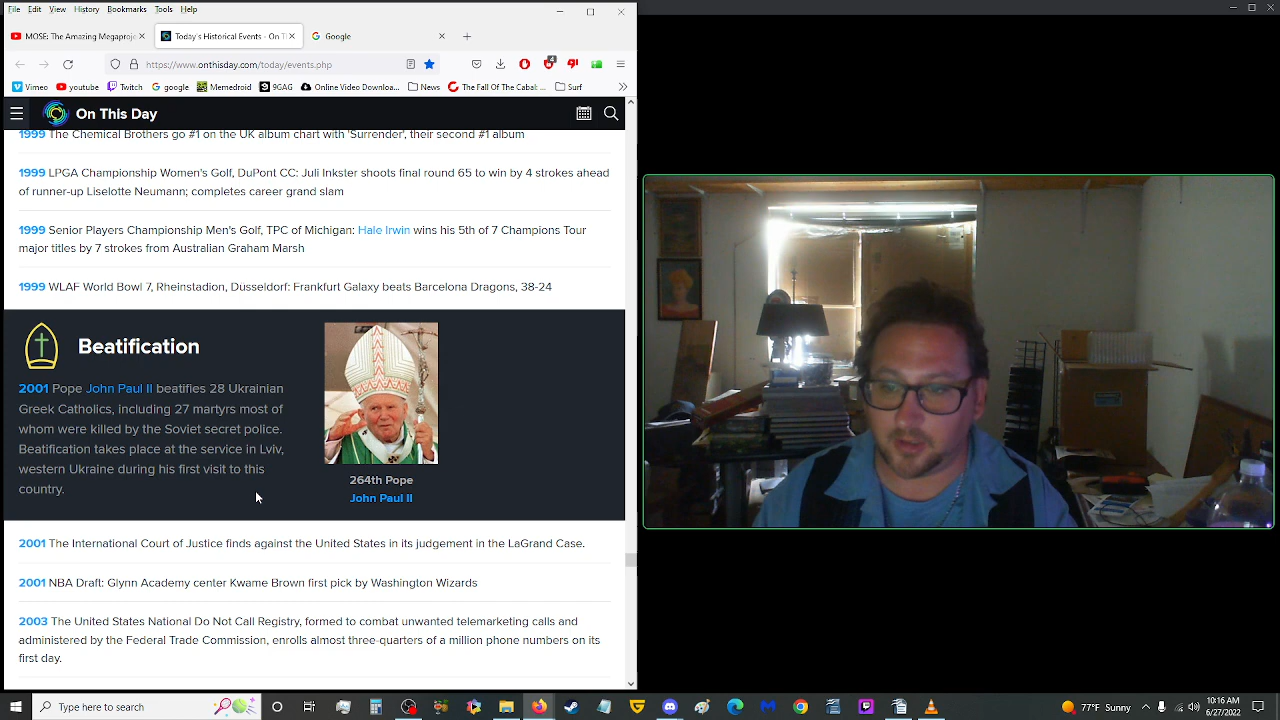 File Edit View History Bookmarks Tools Help
MOSE: The Amazing Megaproje
Today's Historical Events - On Th
Google
https://www.onthisday.com/today/events.php
4
Vimeo youtube Twitch google Memedroid 9GAG Online Video Downloa... News The Fall Of The Cabal: ... Surf
On This Day
1999 The Chemical Brothers go #1 on the UK album chart with 'Surrender', their second #1 album
1999 LPGA Championship Women's Golf, DuPont CC: Juli Inkster shoots final round 65 to win by 4 strokes ahead
of runner-up Liselotte Neumann; completes career grand slam
1999 Senior Players Championship Men's Golf, TPC of Michigan: Hale Irwin wins his 5th of 7 Champions Tour
major titles by 7 strokes from Australian Graham Marsh
1999 WLAF World Bowl 7, Rheinstadion, Dusseldorf: Frankfurt Galaxy beats Barcelona Dragons, 38-24
Beatification
2001 Pope John Paul II beatifies 28 Ukrainian
Greek Catholics, including 27 martyrs most of
whom were killed by the Soviet secret police.
Beatification takes place at the service in Lviv,
western Ukraine during his first visit to this
country.
264th Pope
John Paul II
2001 The International Court of Justice finds against the United States in its judgement in the LaGrand Case.
2001 NBA Draft: Glynn Academy center Kwame Brown first pick by Washington Wizards
2003 The United States National Do Not Call Registry, formed to combat unwanted telemarketing calls and
administered by the Federal Trade Commission, enrolls almost three-quarters of a million phone numbers on its
first day.
Type here to search
77°F Sunny
10:16 AM
6/27/2022